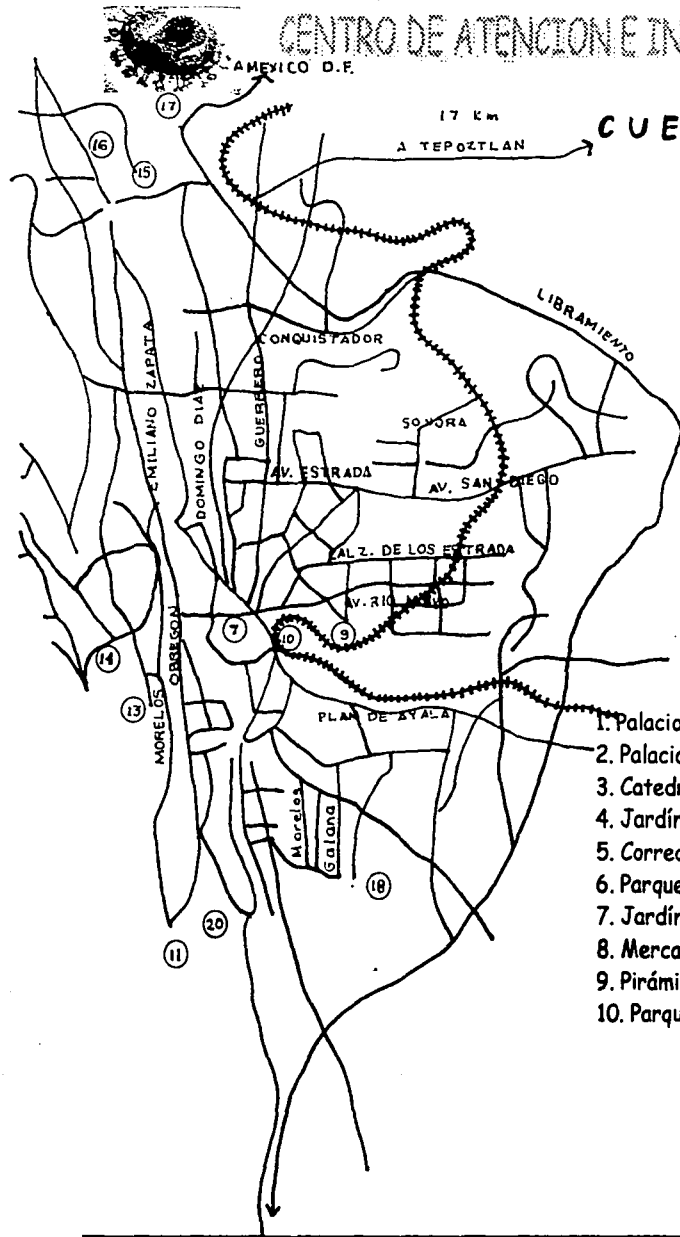 CENTRO DE ATENCION E IN
A MEXICO D.F.
17
17 Km
CUE
A TEPOZTLAN
16
15
LIBRAMIENTO
CONQUISTADOR
EMILIANO ZAPATA
DOMINGO DIAZ
GUERRERO
SONORA
AV. ESTRADA
AV. SAN DIEGO
CALZ. DE LOS ESTRADA
AV. RIO MAYO
7
10
9
14
OBREGON
MORELOS
13
PLAN DE AYALA
1. Palacio
2. Palacio
3. Catedr
4. Jardín
5. Correo
6. Parque
7. Jardín
8. Merca
9. Pirámi
10. Parqu
Morelos
Galana
18
20
11